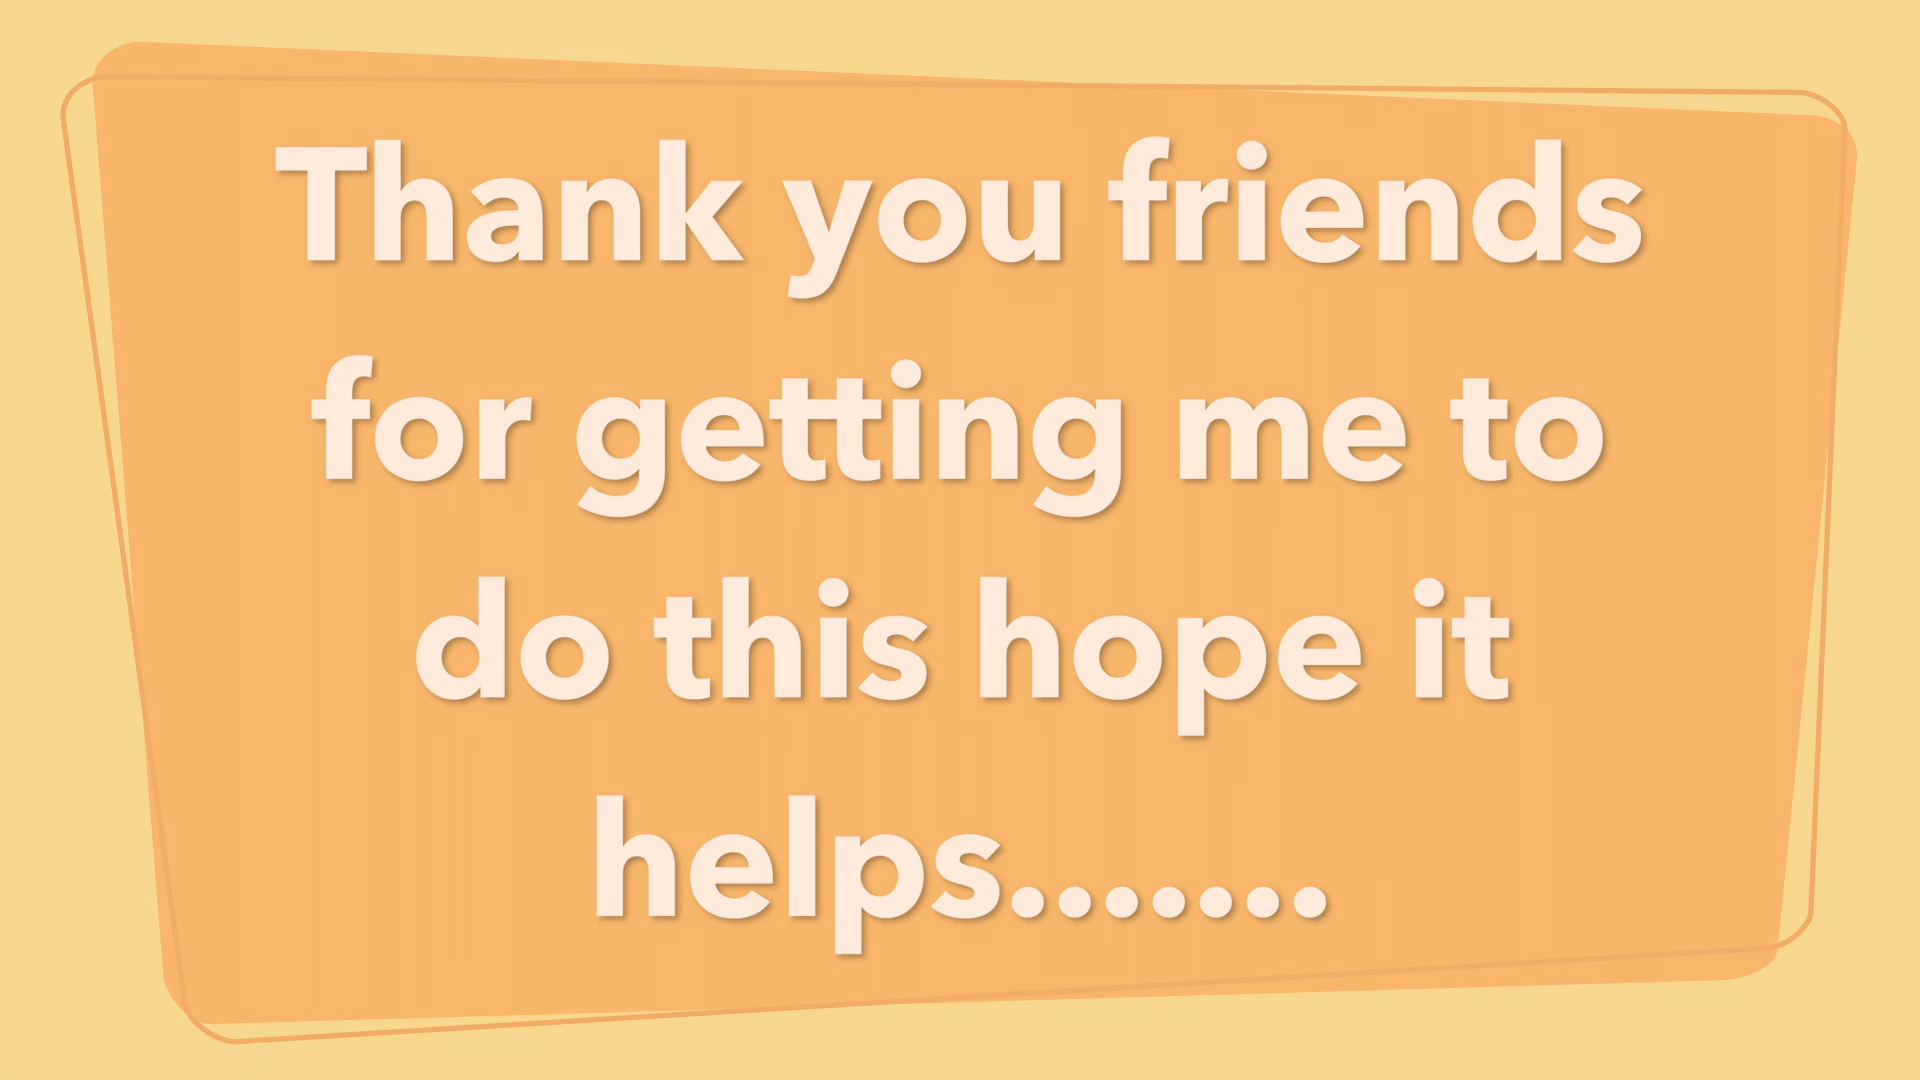 Thank you friends
for getting me to
do this hope it
helps.......